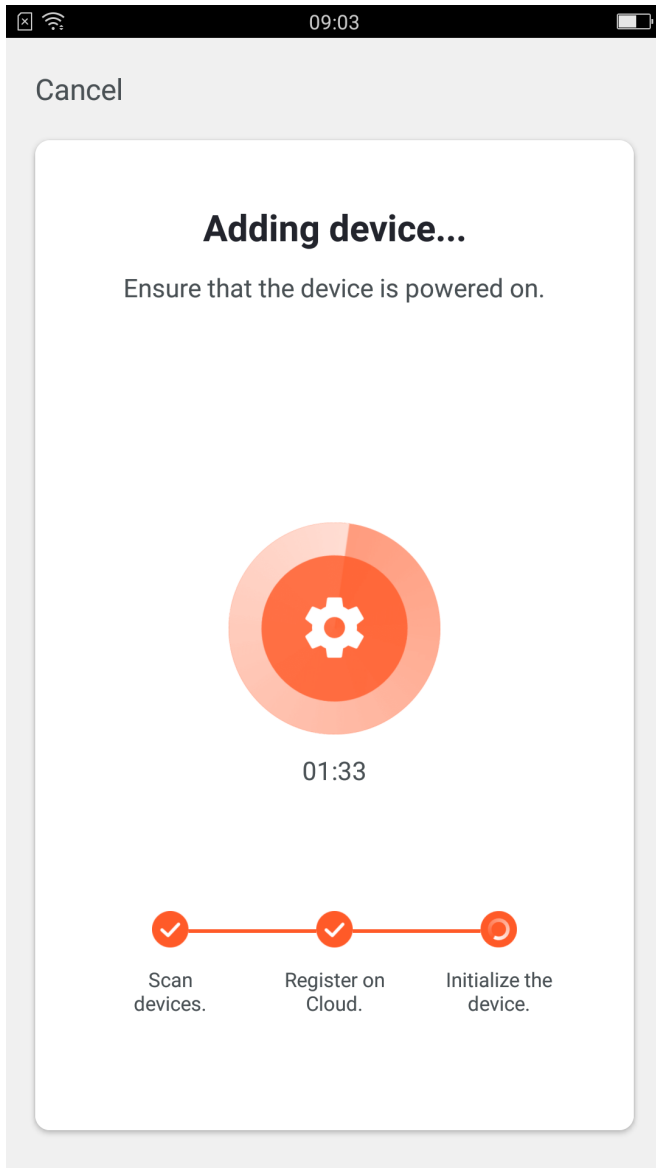 09:03
Cancel
Adding device...
Ensure that the device is powered on.
01:33
Scan
devices.
Register on
Cloud.
Initialize the
device.